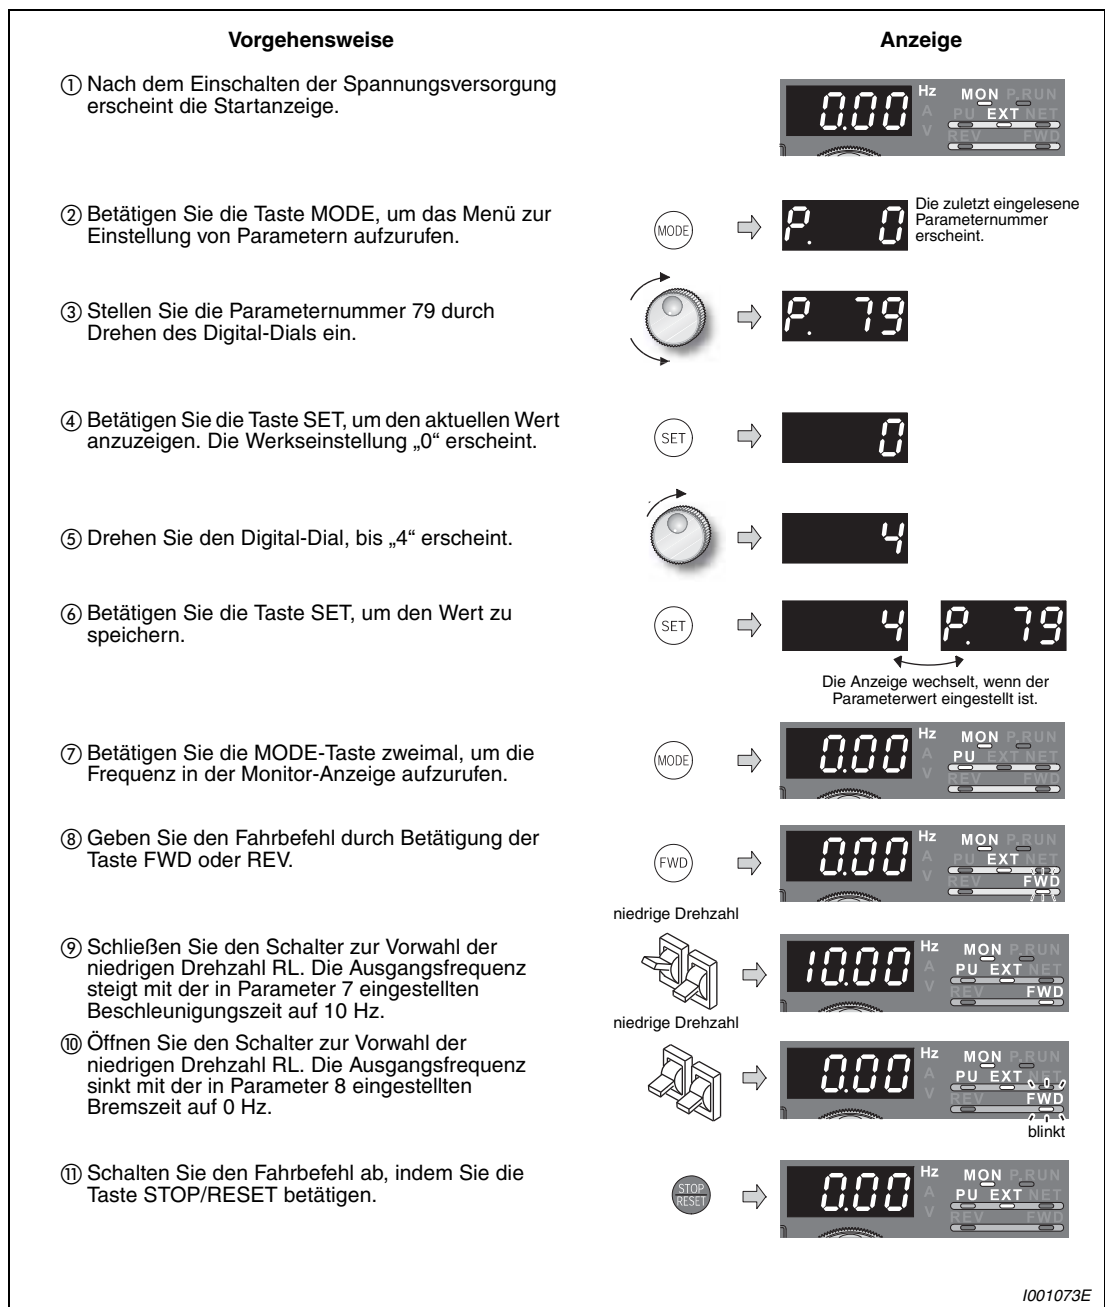 Vorgehensweise
Anzeige
① Nach dem Einschalten der Spannungsversorgung
erscheint die Startanzeige.
0.00 Hz MON P.RUN
A PU EXT NET
V REV FWD
② Betätigen Sie die Taste MODE, um das Menü zur
Einstellung von Parametern aufzurufen.
MODE
P. 0
Die zuletzt eingelesene
Parameternummer
erscheint.
③ Stellen Sie die Parameternummer 79 durch
Drehen des Digital-Dials ein.
P. 79
④ Betätigen Sie die Taste SET, um den aktuellen Wert
anzuzeigen. Die Werkseinstellung „0“ erscheint.
SET
0
⑤ Drehen Sie den Digital-Dial, bis „4“ erscheint.
4
⑥ Betätigen Sie die Taste SET, um den Wert zu
speichern.
SET
4 P. 79
Die Anzeige wechselt, wenn der
Parameterwert eingestellt ist.
⑦ Betätigen Sie die MODE-Taste zweimal, um die
Frequenz in der Monitor-Anzeige aufzurufen.
MODE
0.00 Hz MON P.RUN
A PU EXT NET
V REV FWD
⑧ Geben Sie den Fahrbefehl durch Betätigung der
Taste FWD oder REV.
FWD
0.00 Hz MON P.RUN
A PU EXT NET
V REV FWD
niedrige Drehzahl
⑨ Schließen Sie den Schalter zur Vorwahl der
niedrigen Drehzahl RL. Die Ausgangsfrequenz
steigt mit der in Parameter 7 eingestellten
Beschleunigungszeit auf 10 Hz.
10.00 Hz MON P.RUN
A PU EXT NET
V REV FWD
niedrige Drehzahl
⑩ Öffnen Sie den Schalter zur Vorwahl der
niedrigen Drehzahl RL. Die Ausgangsfrequenz
sinkt mit der in Parameter 8 eingestellten
Bremszeit auf 0 Hz.
0.00 Hz MON P.RUN
A PU EXT NET
V REV FWD
blinkt
⑪ Schalten Sie den Fahrbefehl ab, indem Sie die
Taste STOP/RESET betätigen.
STOP
RESET
0.00 Hz MON P.RUN
A PU EXT NET
V REV FWD
I001073E